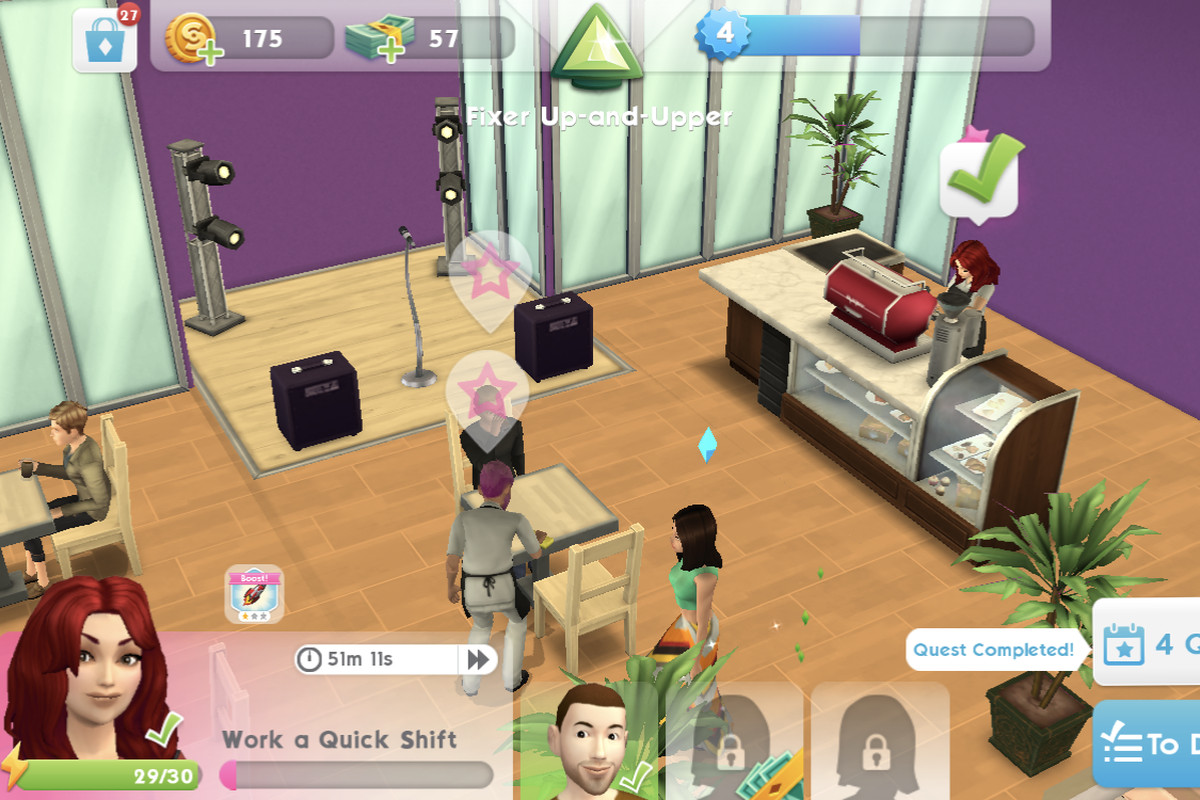 27
175
57
4
Fixer Up-and-Upper
Boost!
51m 11s
Quest Completed!
4 Q
Work a Quick Shift
To D
29/30